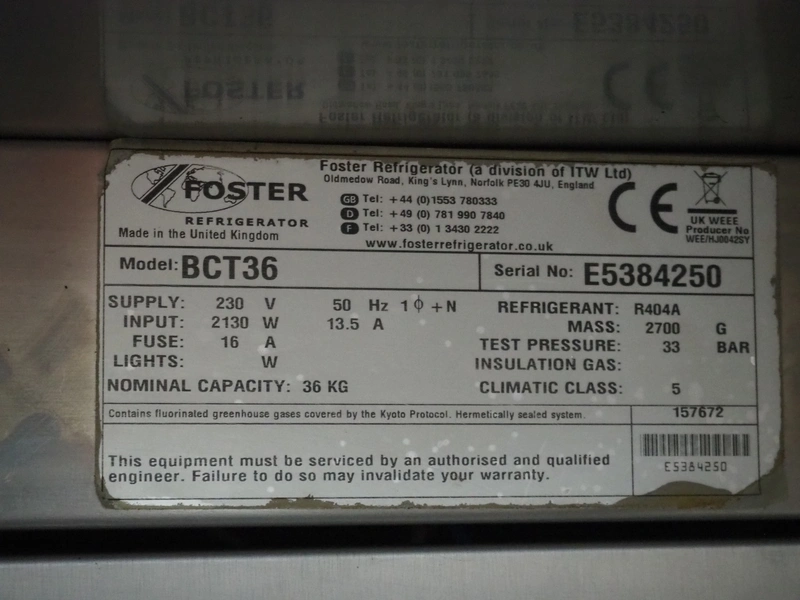 FOSTER
REFRIGERATOR
Made in the United Kingdom
Foster Refrigerator (a division of ITW Ltd)
Oldmedow Road, King's Lynn, Norfolk PE30 4JU, England
GB Tel: +44 (0)1553 780333
D Tel: +49 (0) 781 990 7840
F Tel: +33 (0) 1 3430 2222
www.fosterrefrigerator.co.uk
CE
UK WEEE
Producer No
WEE/HJ0042SY
Model: BCT36
Serial No: E5384250
SUPPLY: 230 V 50 Hz 1 ϕ + N
INPUT: 2130 W 13.5 A
FUSE: 16 A
LIGHTS: W
NOMINAL CAPACITY: 36 KG
REFRIGERANT: R404A
MASS: 2700 G
TEST PRESSURE: 33 BAR
INSULATION GAS:
CLIMATIC CLASS: 5
Contains fluorinated greenhouse gases covered by the Kyoto Protocol. Hermetically sealed system.
157672
This equipment must be serviced by an authorised and qualified
engineer. Failure to do so may invalidate your warranty.
E5384250